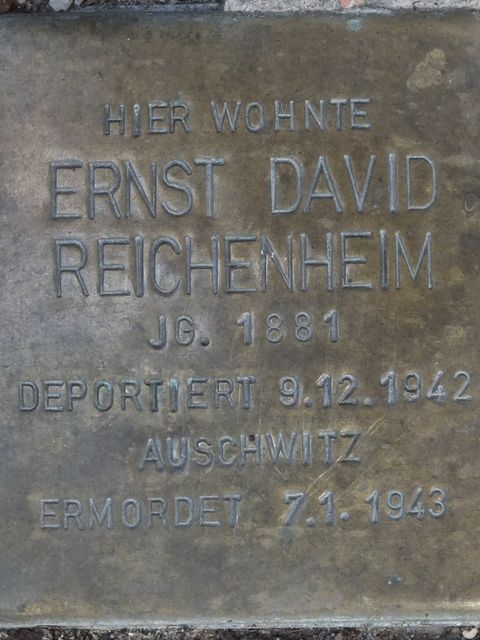 HIER WOHNTE
ERNST DAVID
REICHENHEIM
JG. 1881
DEPORTIERT 9.12.1942
AUSCHWITZ
ERMORDET 7.1.1943